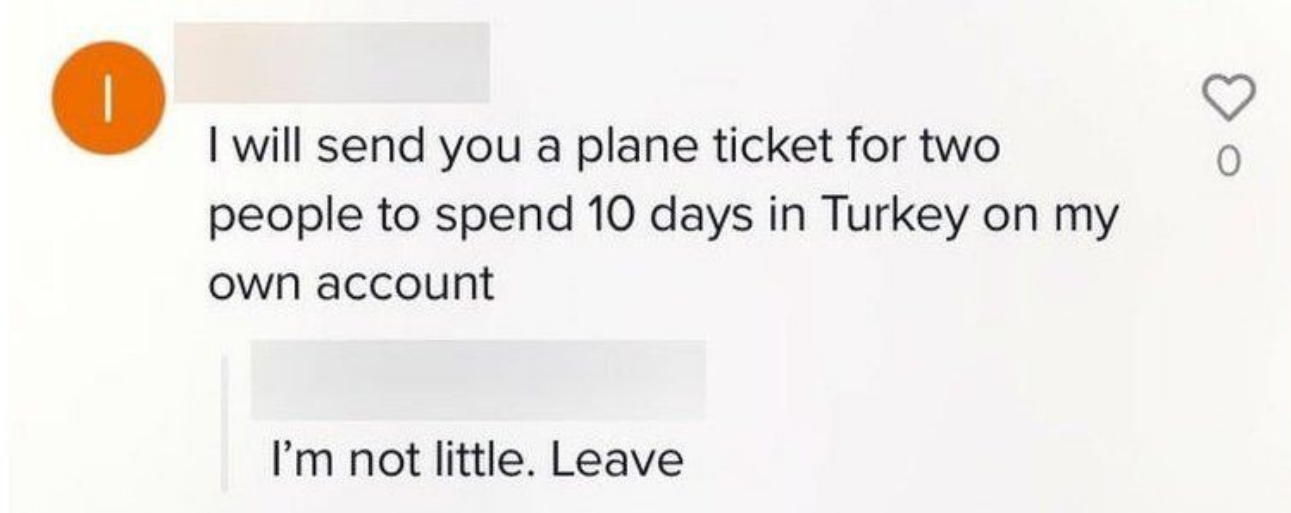 I
I will send you a plane ticket for two
people to spend 10 days in Turkey on my
own account
0
I'm not little. Leave